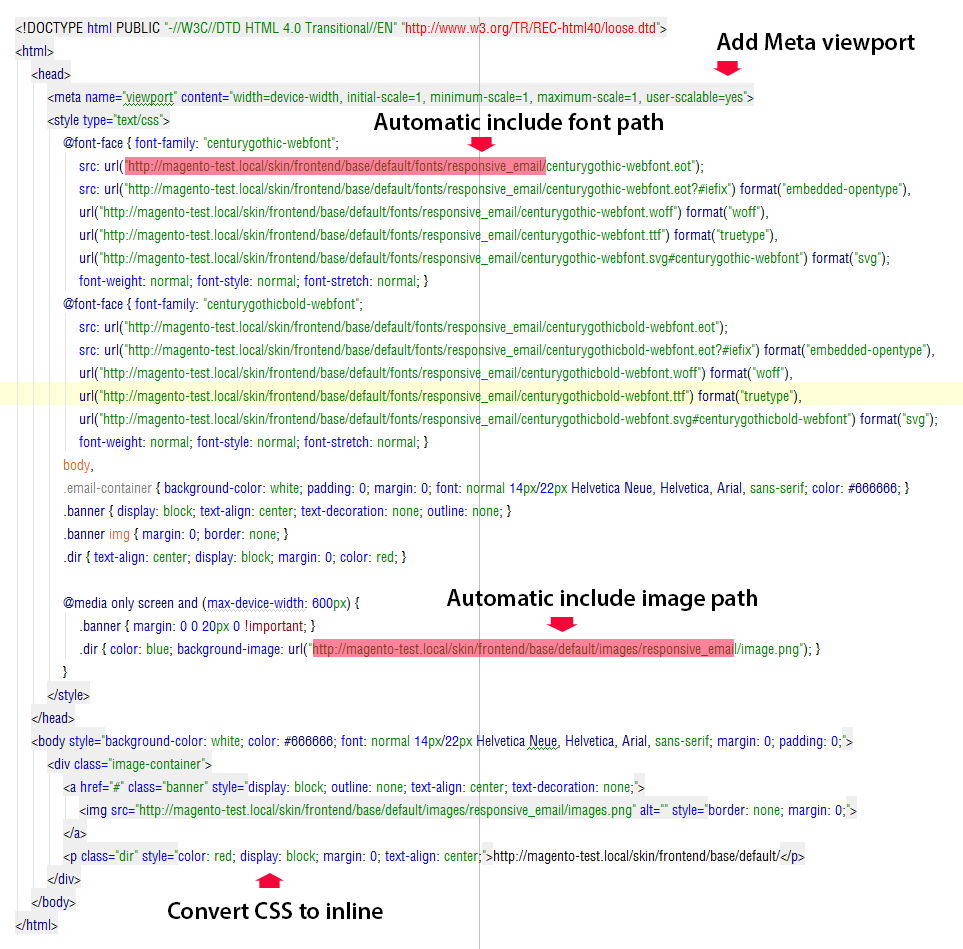 <!DOCTYPE html PUBLIC "-//W3C//DTD HTML 4.0 Transitional//EN" "http://www.w3.org/TR/REC-html40/loose.dtd">
<html>
Add Meta viewport
<head>
<meta name="viewport" content="width=device-width, initial-scale=1, minimum-scale=1, maximum-scale=1, user-scalable=yes">
<style type="text/css">
Automatic include font path
@font-face { font-family: "centurygothic-webfont";
src: url("http://magento-test.local/skin/frontend/base/default/fonts/responsive_email/centurygothic-webfont.eot");
src: url("http://magento-test.local/skin/frontend/base/default/fonts/responsive_email/centurygothic-webfont.eot?#iefix") format("embedded-opentype"),
url("http://magento-test.local/skin/frontend/base/default/fonts/responsive_email/centurygothic-webfont.woff") format("woff"),
url("http://magento-test.local/skin/frontend/base/default/fonts/responsive_email/centurygothic-webfont.ttf") format("truetype"),
url("http://magento-test.local/skin/frontend/base/default/fonts/responsive_email/centurygothic-webfont.svg#centurygothic-webfont") format("svg");
font-weight: normal; font-style: normal; font-stretch: normal; }
@font-face { font-family: "centurygothicbold-webfont";
src: url("http://magento-test.local/skin/frontend/base/default/fonts/responsive_email/centurygothicbold-webfont.eot");
src: url("http://magento-test.local/skin/frontend/base/default/fonts/responsive_email/centurygothicbold-webfont.eot?#iefix") format("embedded-opentype"),
url("http://magento-test.local/skin/frontend/base/default/fonts/responsive_email/centurygothicbold-webfont.woff") format("woff"),
url("http://magento-test.local/skin/frontend/base/default/fonts/responsive_email/centurygothicbold-webfont.ttf") format("truetype"),
url("http://magento-test.local/skin/frontend/base/default/fonts/responsive_email/centurygothicbold-webfont.svg#centurygothicbold-webfont") format("svg");
font-weight: normal; font-style: normal; font-stretch: normal; }
body,
.email-container { background-color: white; padding: 0; margin: 0; font: normal 14px/22px Helvetica Neue, Helvetica, Arial, sans-serif; color: #666666; }
.banner { display: block; text-align: center; text-decoration: none; outline: none; }
.banner img { margin: 0; border: none; }
.dir { text-align: center; display: block; margin: 0; color: red; }
@media only screen and (max-device-width: 600px) {
Automatic include image path
.banner { margin: 0 0 20px 0 !important; }
.dir { color: blue; background-image: url("http://magento-test.local/skin/frontend/base/default/images/responsive_email/image.png"); }
}
</style>
</head>
<body style="background-color: white; color: #666666; font: normal 14px/22px Helvetica Neue, Helvetica, Arial, sans-serif; margin: 0; padding: 0;">
<div class="image-container">
<a href="#" class="banner" style="display: block; outline: none; text-align: center; text-decoration: none;">
<img src="http://magento-test.local/skin/frontend/base/default/images/responsive_email/images.png" alt="" style="border: none; margin: 0;">
</a>
<p class="dir" style="color: red; display: block; margin: 0; text-align: center;">http://magento-test.local/skin/frontend/base/default/</p>
</div>
</body>
Convert CSS to inline
</html>